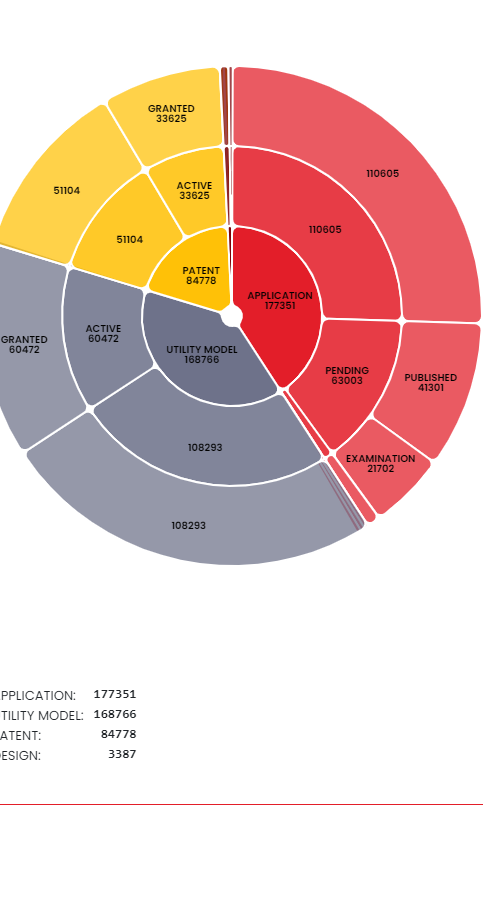 GRANTED
33625
110605
51104
ACTIVE
33625
110605
51104
PATENT
84778
APPLICATION
177351
GRANTED
60472
ACTIVE
60472
UTILITY MODEL
168766
PENDING
63003
PUBLISHED
41301
108293
EXAMINATION
21702
108293
PPLICATION: 177351
TILITY MODEL: 168766
ATENT: 84778
ESIGN: 3387